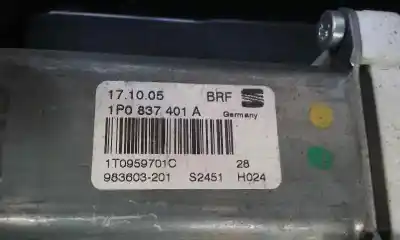 17.10.05 BRF
1P0 837 401 A Germany
1T0959701C 28
983603-201 S2451 H024